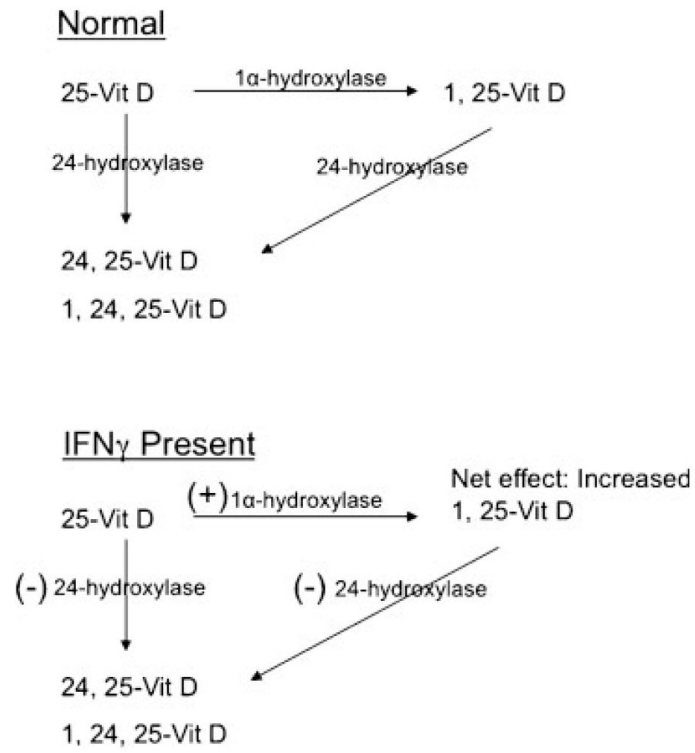 Normal
25-Vit D
1α-hydroxylase
1, 25-Vit D
24-hydroxylase
24-hydroxylase
24, 25-Vit D
1, 24, 25-Vit D
IFNγ Present
Net effect: Increased
1, 25-Vit D
25-Vit D
(+) 1α-hydroxylase
(-) 24-hydroxylase
(-) 24-hydroxylase
24, 25-Vit D
1, 24, 25-Vit D